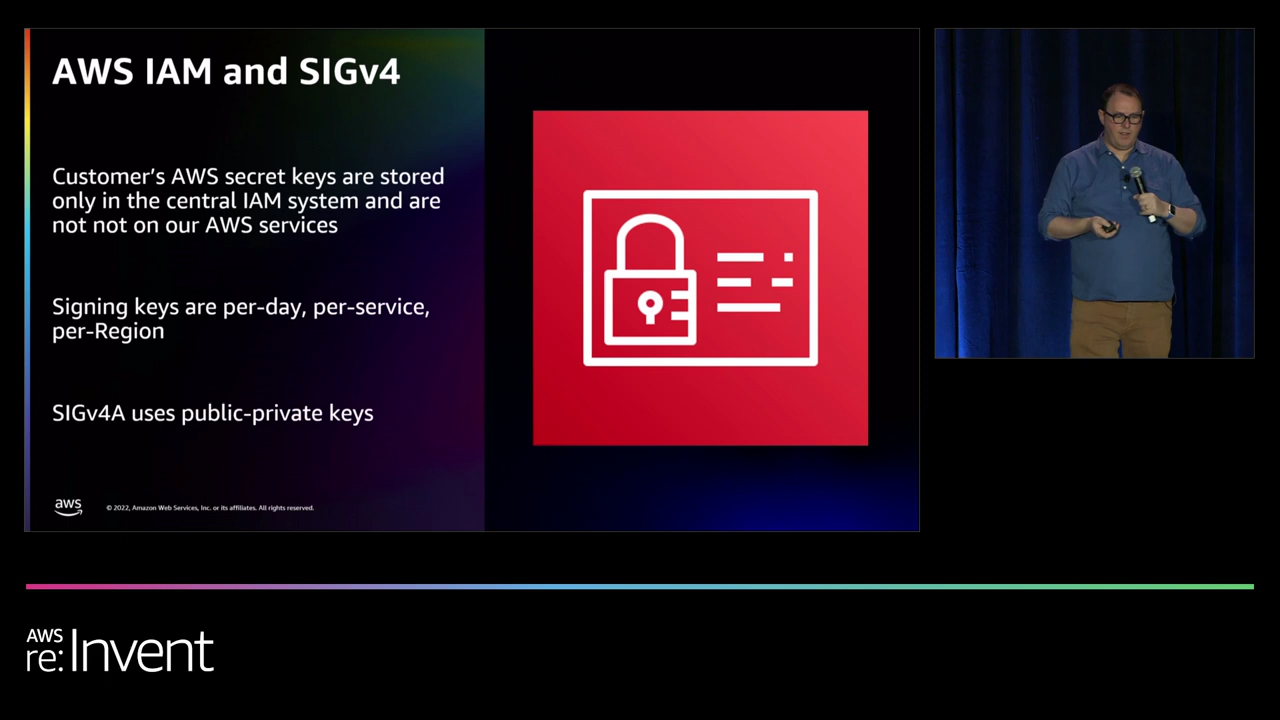 AWS IAM and SIGv4
Customer's AWS secret keys are stored
only in the central IAM system and are
not not on our AWS services
Signing keys are per-day, per-service,
per-Region
SIGv4A uses public-private keys
aws
© 2022, Amazon Web Services, Inc. or its affiliates. All rights reserved.
AWS
re:Invent